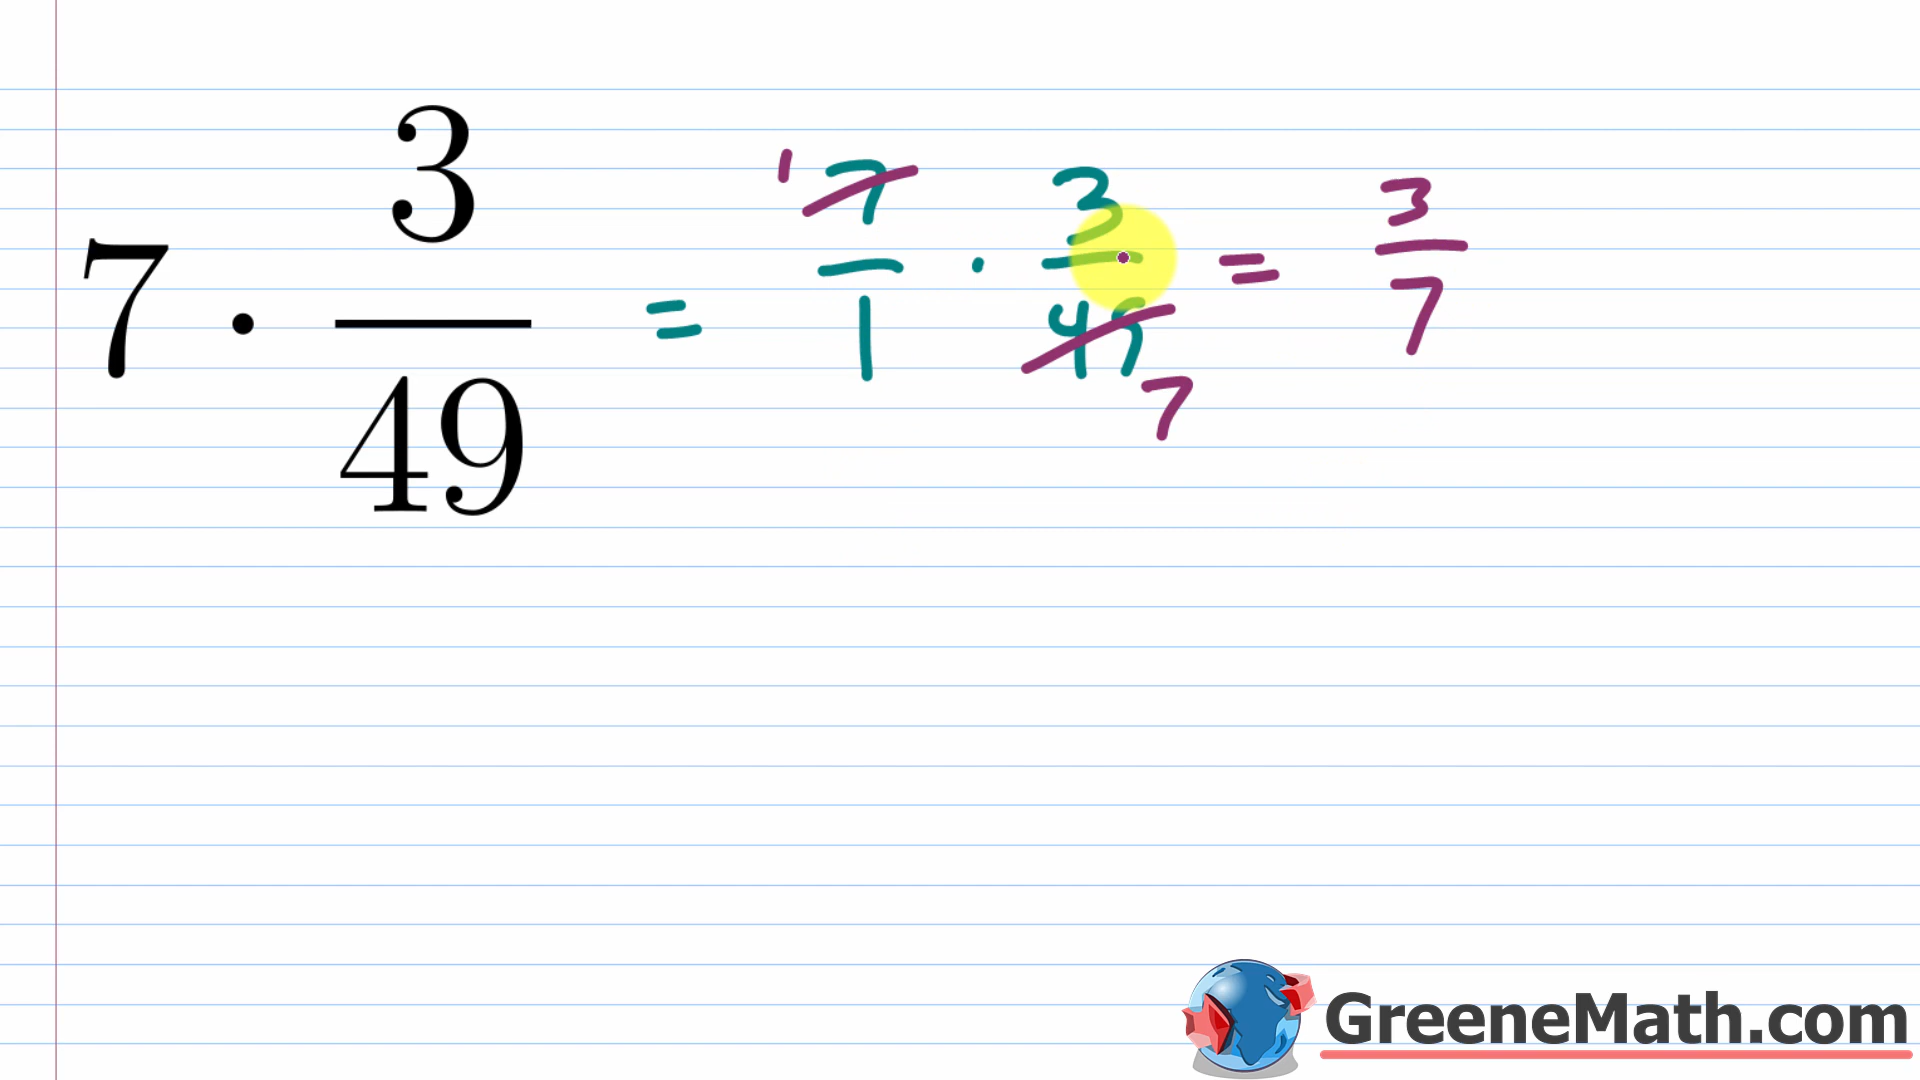 7 · 3/49 = 7/1 · 3/49 = 3/7
1
7
GreeneMath.com